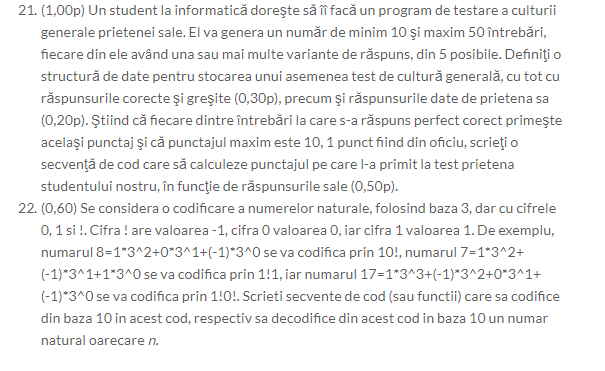 21. (1,00p) Un student la informatică doreşte să îi facă un program de testare a culturii
generale prietenei sale. El va genera un număr de minim 10 şi maxim 50 întrebări,
fiecare din ele având una sau mai multe variante de răspuns, din 5 posibile. Definiţi o
structură de date pentru stocarea unui asemenea test de cultură generală, cu tot cu
răspunsurile corecte şi greşite (0,30p), precum şi răspunsurile date de prietena sa
(0,20p). Ştiind că fiecare dintre întrebări la care s-a răspuns perfect corect primeşte
acelaşi punctaj şi că punctajul maxim este 10, 1 punct fiind din oficiu, scrieţi o
secvenţă de cod care să calculeze punctajul pe care l-a primit la test prietena
studentului nostru, în funcţie de răspunsurile sale (0,50p).
22. (0,60) Se considera o codificare a numerelor naturale, folosind baza 3, dar cu cifrele
0, 1 si !. Cifra ! are valoarea -1, cifra 0 valoarea 0, iar cifra 1 valoarea 1. De exemplu,
numarul 8=1*3^2+0*3^1+(-1)*3^0 se va codifica prin 10!, numarul 7=1*3^2+
(-1)*3^1+1*3^0 se va codifica prin 1!1, iar numarul 17=1*3^3+(-1)*3^2+0*3^1+
(-1)*3^0 se va codifica prin 1!0!. Scrieti secvente de cod (sau functii) care sa codifice
din baza 10 in acest cod, respectiv sa decodifice din acest cod in baza 10 un numar
natural oarecare n.